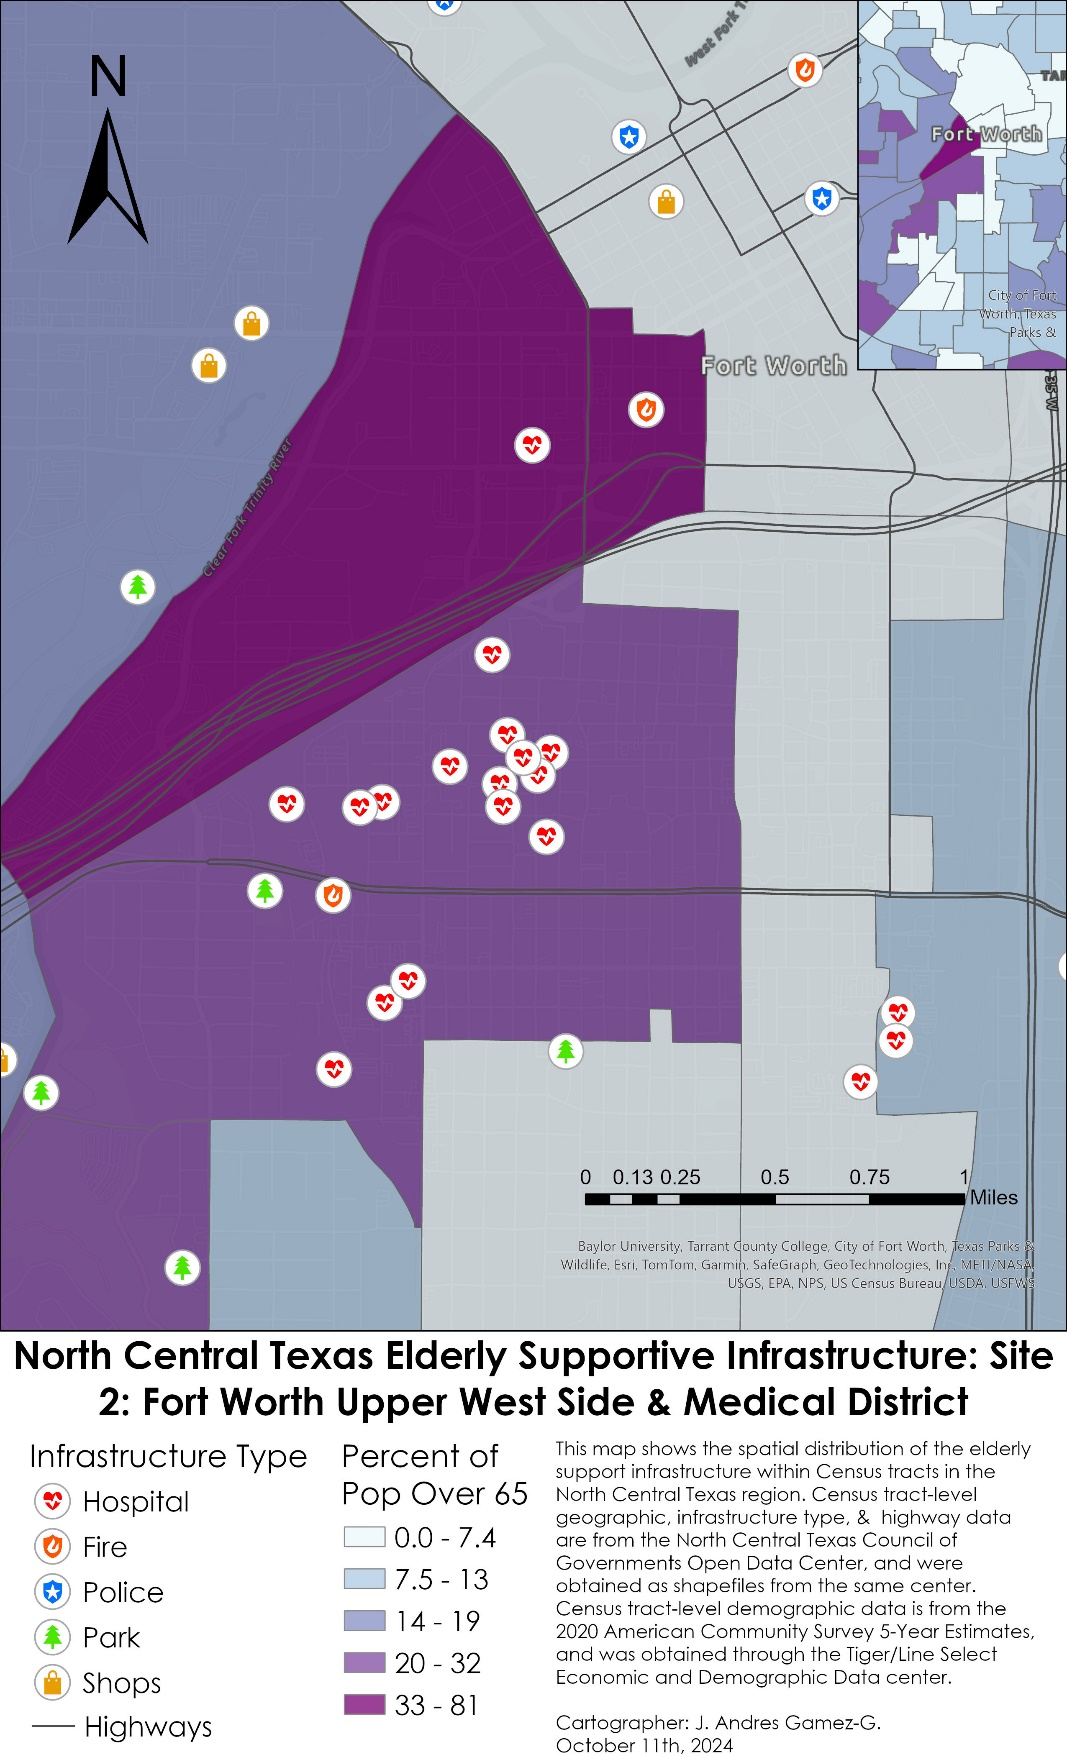 N
West Fork
TAR
Fort Worth
City of Fort
Worth, Texas
Parks &
Fort Worth
-35 W
Clear Fork Trinity River
0 0.13 0.25 0.5 0.75 1
Miles
Baylor University, Tarrant County College, City of Fort Worth, Texas Parks &
Wildlife, Esri, TomTom, Garmin, SafeGraph, GeoTechnologies, Inc, METI/NASA,
USGS, EPA, NPS, US Census Bureau, USDA, USFWS
North Central Texas Elderly Supportive Infrastructure: Site
2: Fort Worth Upper West Side & Medical District
Infrastructure Type
Hospital
Fire
Police
Park
Shops
Highways
Percent of
Pop Over 65
0.0 - 7.4
7.5 - 13
14 - 19
20 - 32
33 - 81
This map shows the spatial distribution of the elderly
support infrastructure within Census tracts in the
North Central Texas region. Census tract-level
geographic, infrastructure type, & highway data
are from the North Central Texas Council of
Governments Open Data Center, and were
obtained as shapefiles from the same center.
Census tract-level demographic data is from the
2020 American Community Survey 5-Year Estimates,
and was obtained through the Tiger/Line Select
Economic and Demographic Data center.
Cartographer: J. Andres Gamez-G.
October 11th, 2024